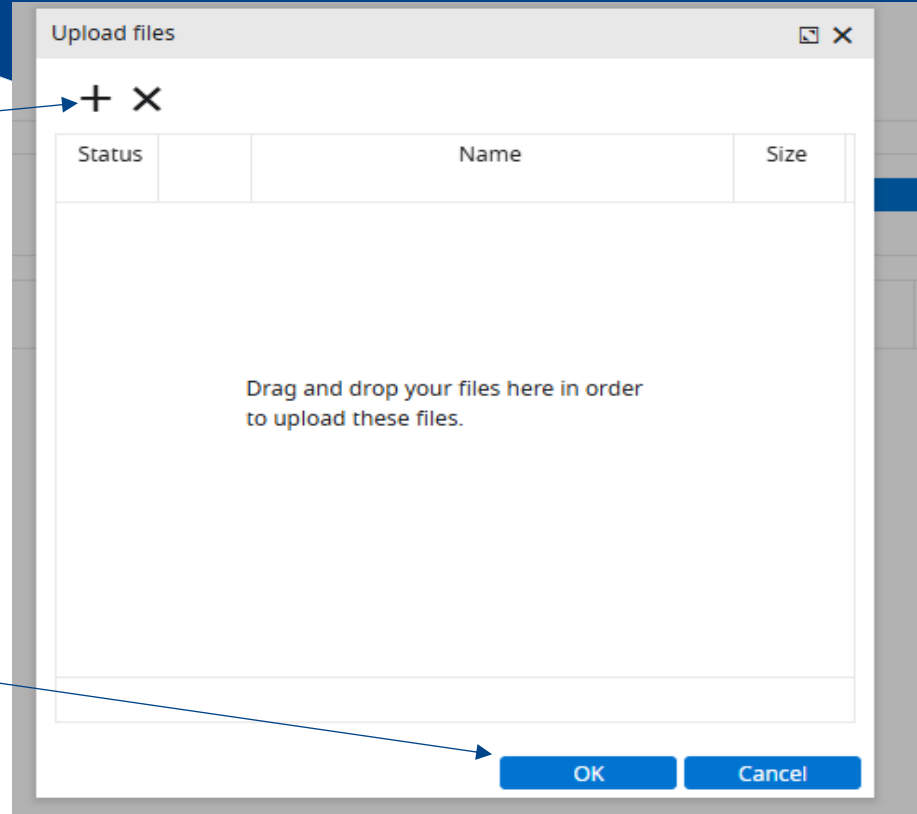 Upload files
Status Name Size
Drag and drop your files here in order
to upload these files.
OK Cancel